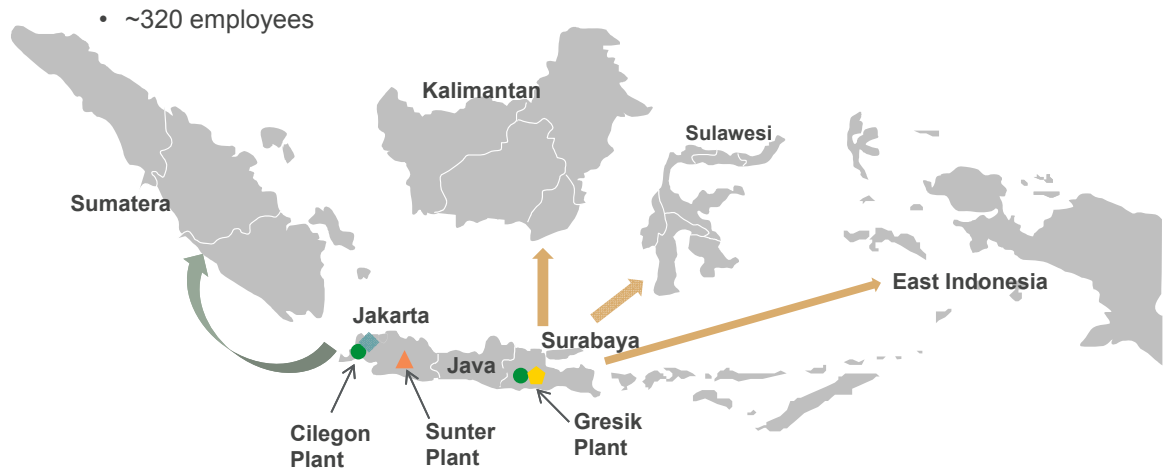 • ~320 employees
Kalimantan
Sulawesi
Sumatera
East Indonesia
Jakarta
Surabaya
Java
Cilegon
Plant
Sunter
Plant
Gresik
Plant